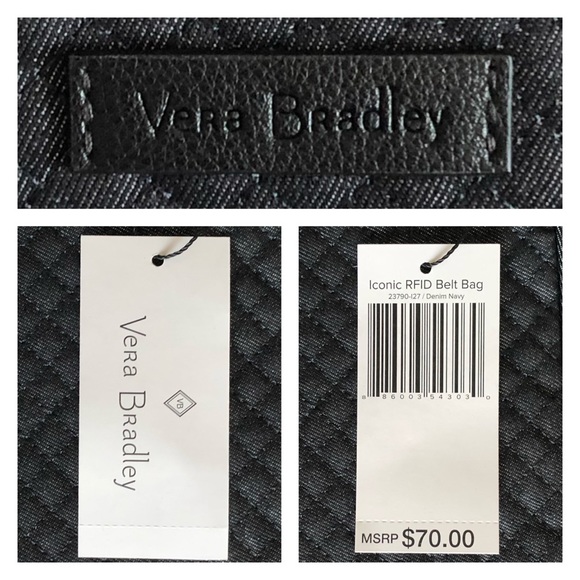 Vera Bradley
Vera Bradley
VB
Iconic RFID Belt Bag
23790-I27 / Denim Navy
8 86003 54303 0
MSRP $70.00